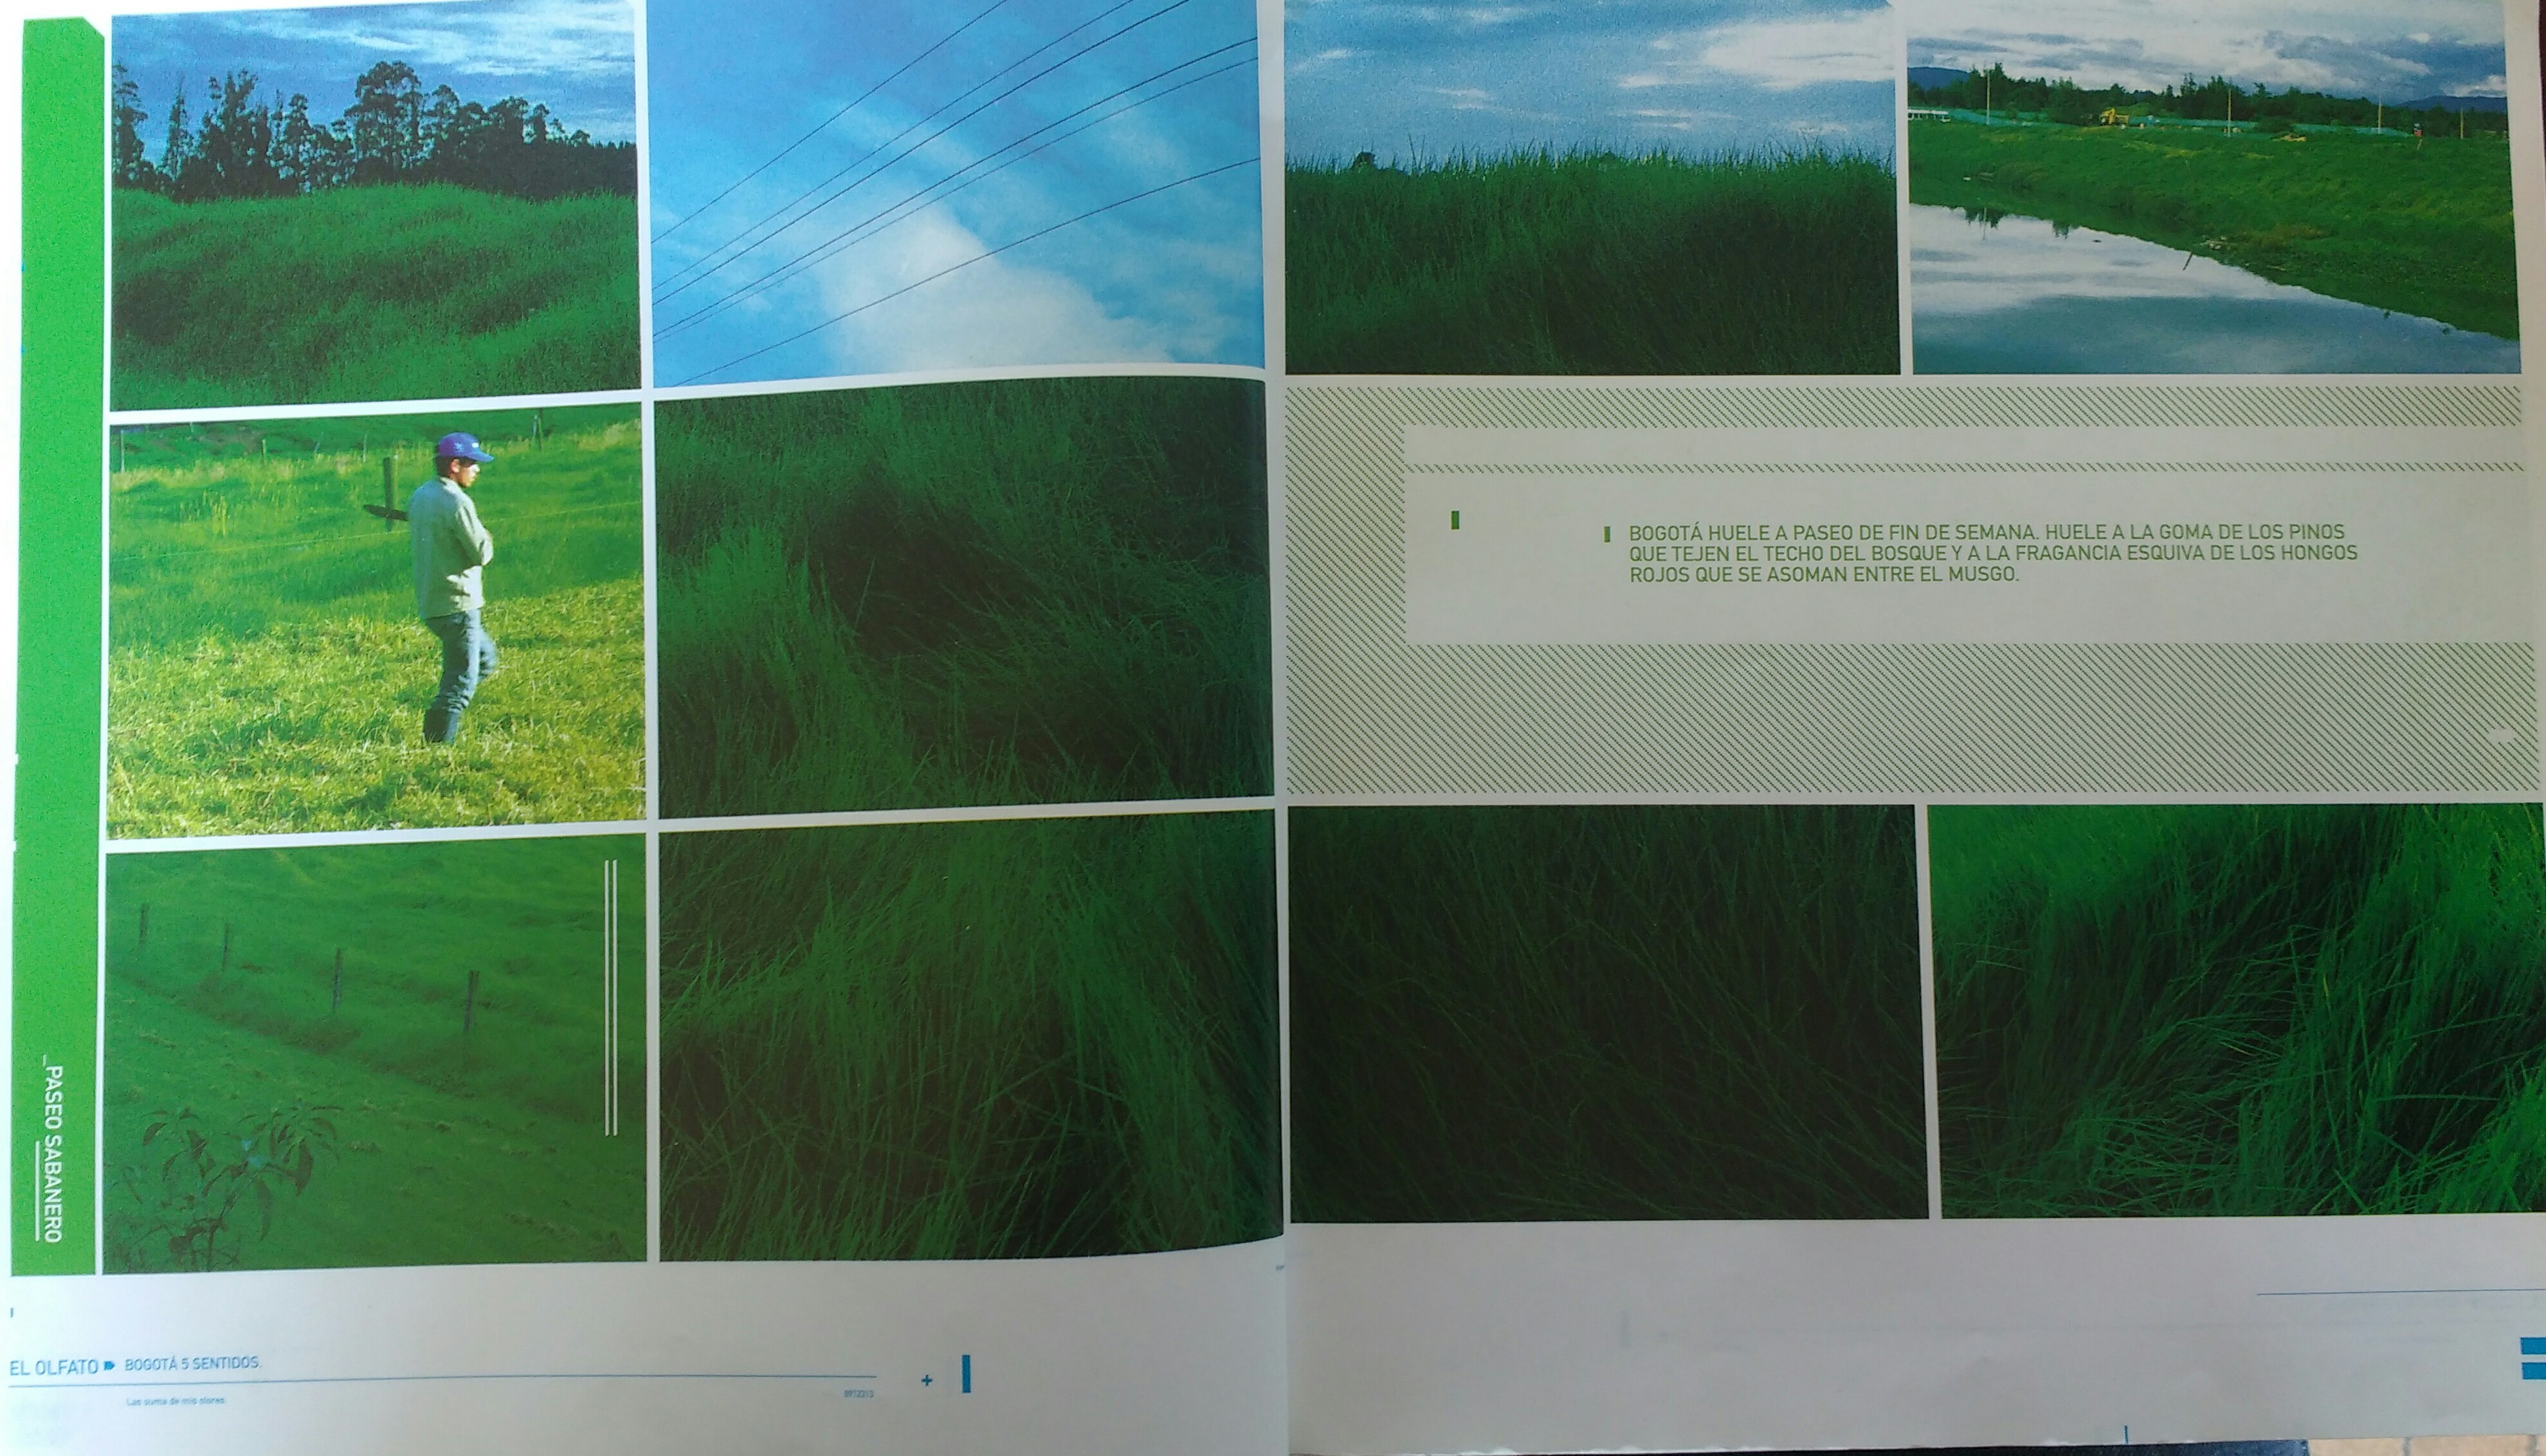 _PASEO SABANERO
BOGOTÁ HUELE A PASEO DE FIN DE SEMANA. HUELE A LA GOMA DE LOS PINOS
QUE TEJEN EL TECHO DEL BOSQUE Y A LA FRAGANCIA ESQUIVA DE LOS HONGOS
ROJOS QUE SE ASOMAN ENTRE EL MUSGO.
EL OLFATO BOGOTÁ 5 SENTIDOS.
Las suma de mis olores.